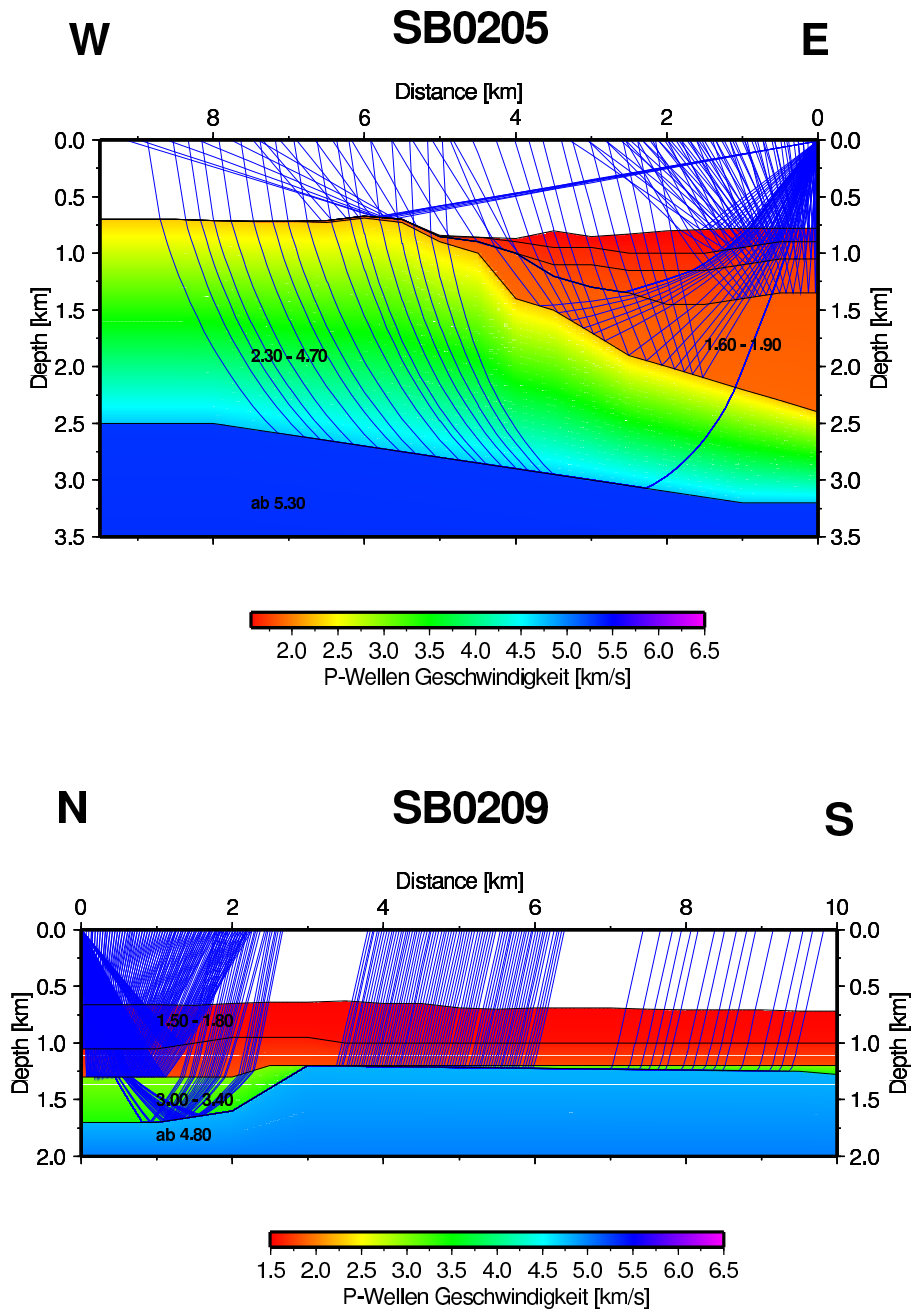 SB0205
W E
Distance [km]
8 6 4 2 0
0.0 0.0
0.5 0.5
1.0 1.0
1.5 1.5
2.0 2.0
2.5 2.5
3.0 3.0
3.5 3.5
Depth [km] Depth [km]
2.30 - 4.70
1.60 - 1.90
ab 5.30
2.0 2.5 3.0 3.5 4.0 4.5 5.0 5.5 6.0 6.5
P-Wellen Geschwindigkeit [km/s]
SB0209
N S
Distance [km]
0 2 4 6 8 10
0.0 0.0
0.5 0.5
1.0 1.0
1.5 1.5
2.0 2.0
Depth [km] Depth [km]
1.50 - 1.80
3.00 - 3.40
ab 4.80
1.5 2.0 2.5 3.0 3.5 4.0 4.5 5.0 5.5 6.0 6.5
P-Wellen Geschwindigkeit [km/s]